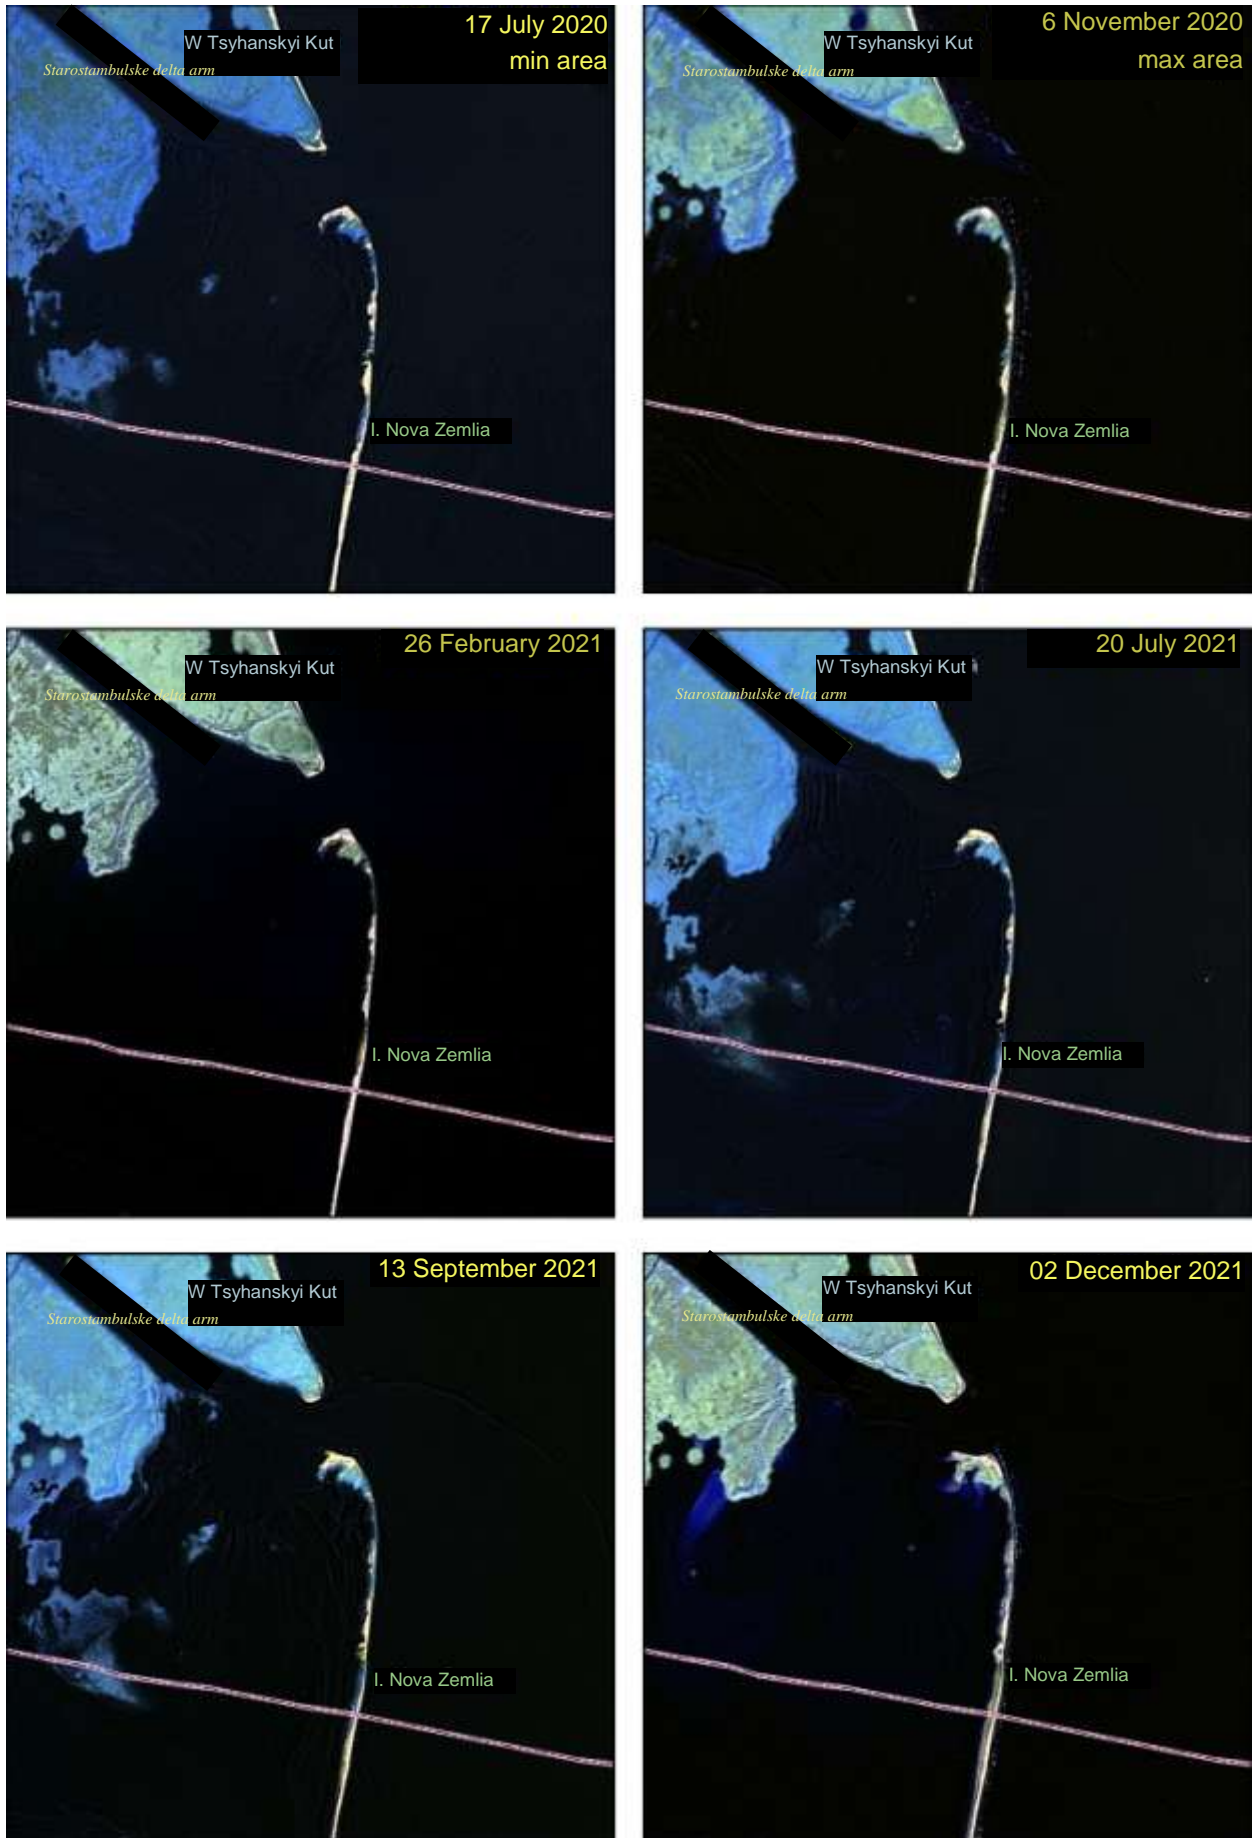 17 July 2020
min area
W Tsyhanskyi Kut
Starostambulske delta arm
I. Nova Zemlia
6 November 2020
max area
W Tsyhanskyi Kut
Starostambulske delta arm
I. Nova Zemlia
26 February 2021
W Tsyhanskyi Kut
Starostambulske delta arm
I. Nova Zemlia
20 July 2021
W Tsyhanskyi Kut
Starostambulske delta arm
I. Nova Zemlia
13 September 2021
W Tsyhanskyi Kut
Starostambulske delta arm
I. Nova Zemlia
02 December 2021
W Tsyhanskyi Kut
Starostambulske delta arm
I. Nova Zemlia